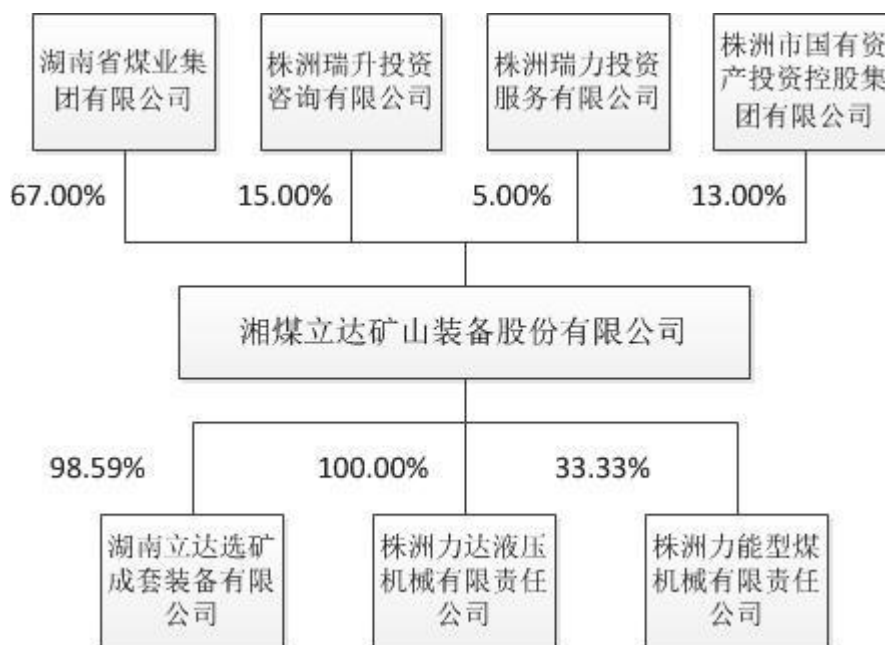 湖南省煤业集
团有限公司
株洲瑞升投资
咨询有限公司
株洲瑞力投资
服务有限公司
株洲市国有资
产投资控股集
团有限公司
67.00%
15.00%
5.00%
13.00%
湘煤立达矿山装备股份有限公司
98.59%
100.00%
33.33%
湖南立达选矿
成套装备有限
公司
株洲力达液压
机械有限责任
公司
株洲力能型煤
机械有限责任
公司